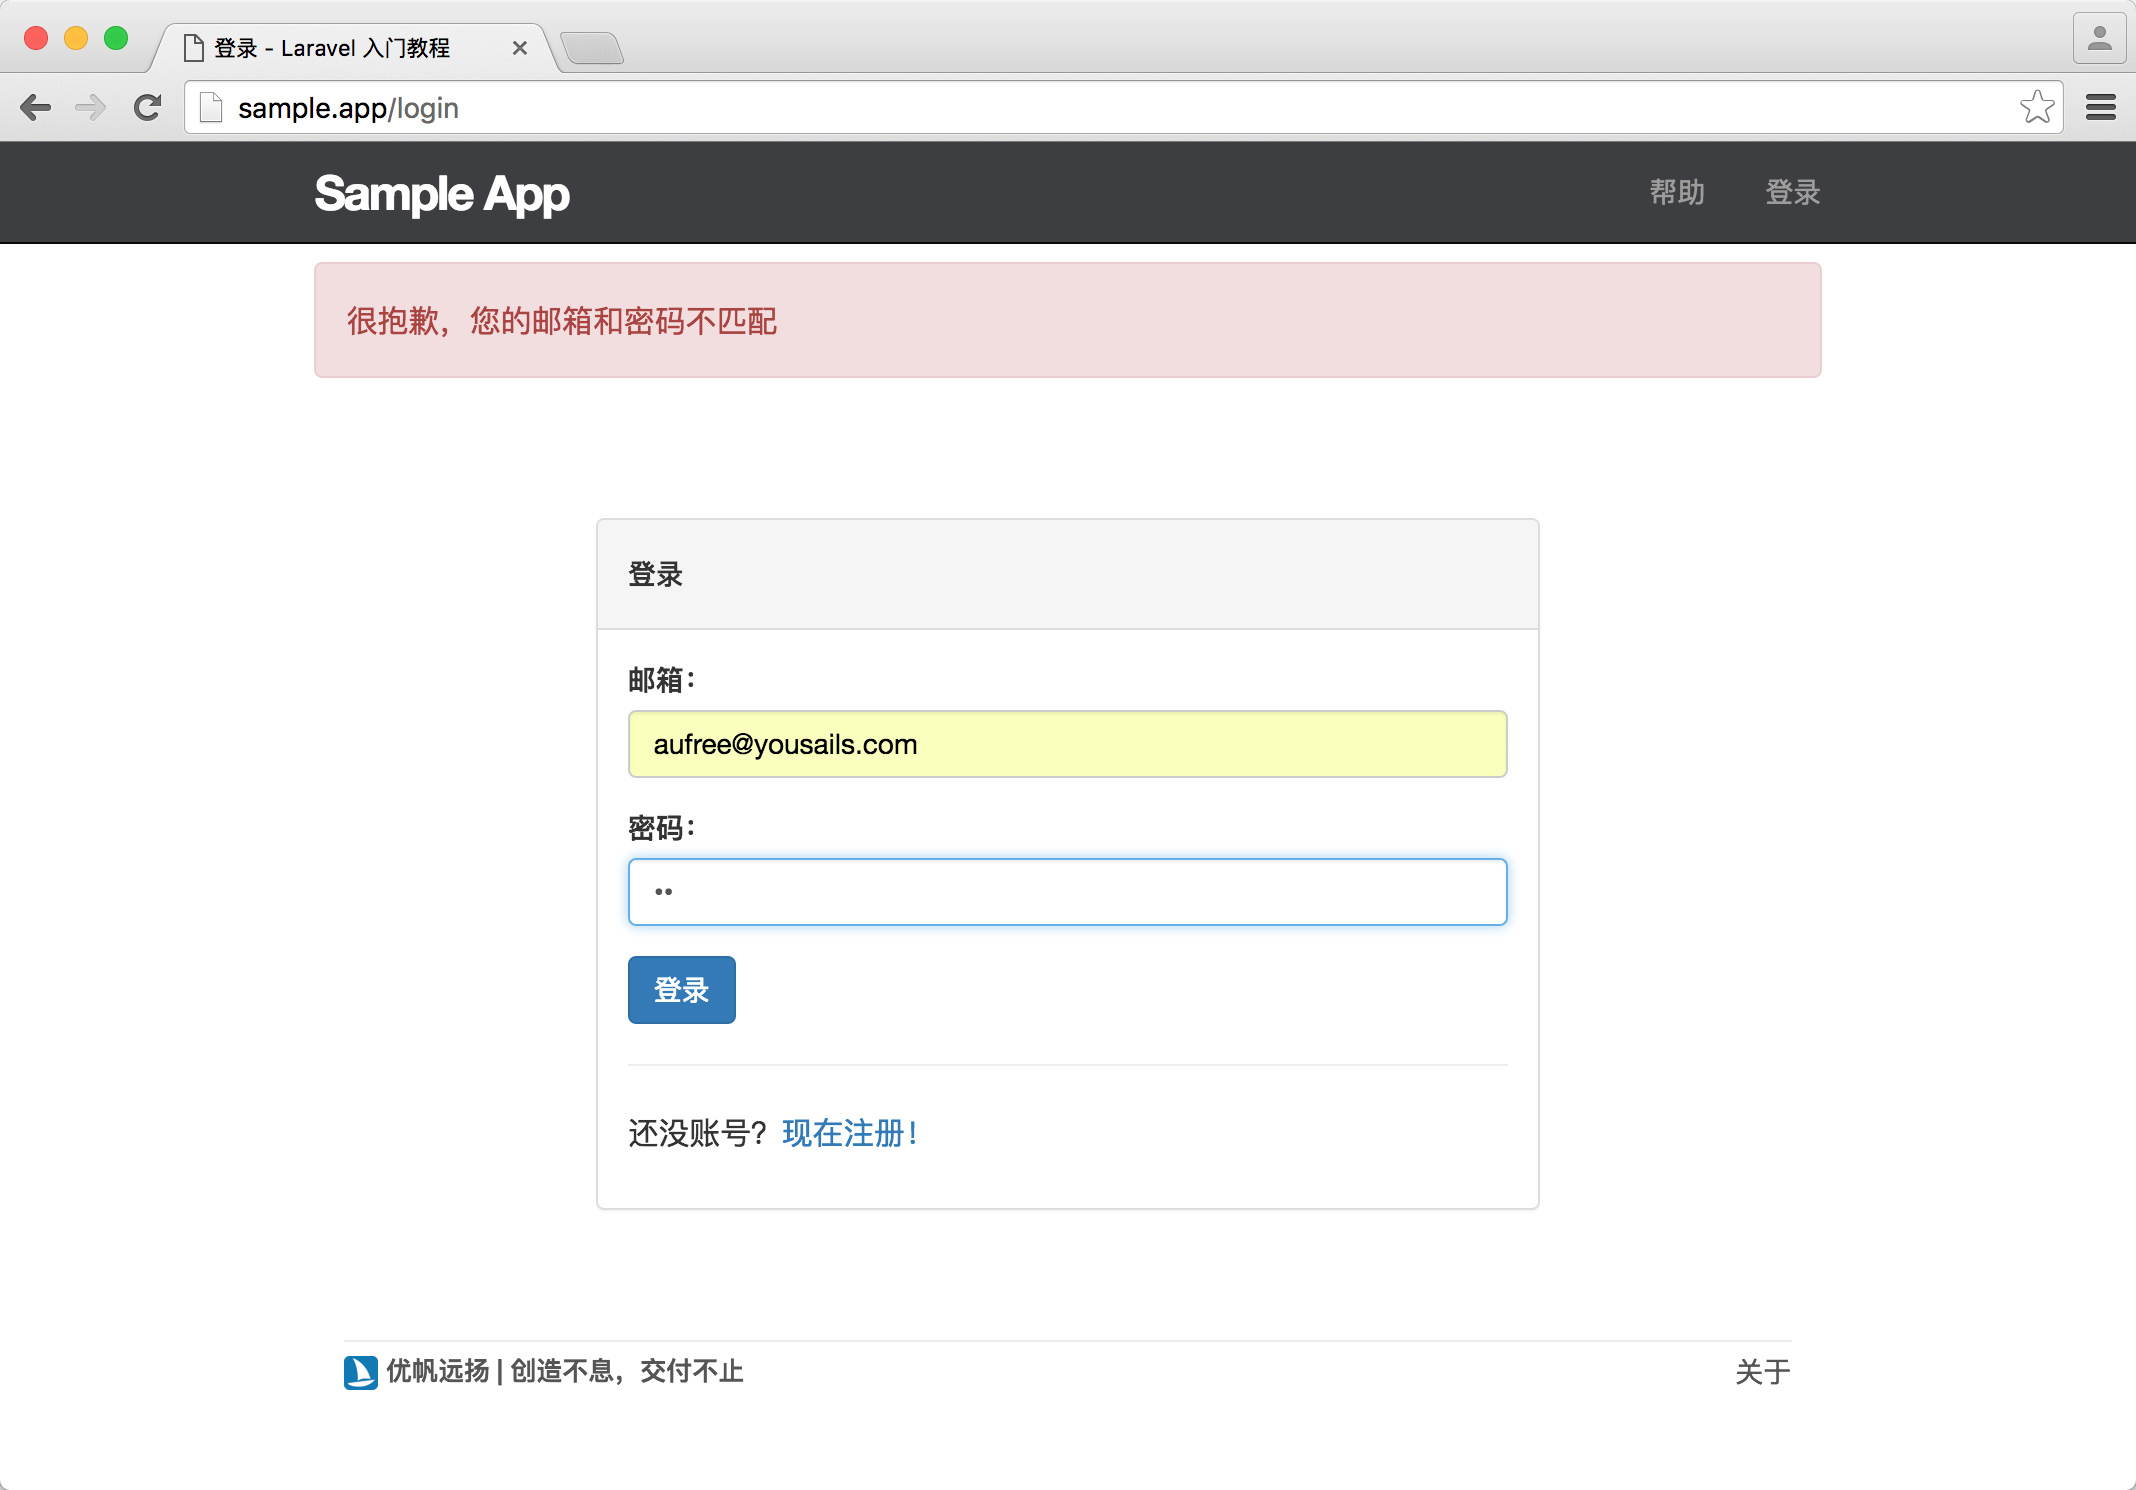 登录 - Laravel 入门教程
sample.app/login
Sample App
帮助 登录
很抱歉，您的邮箱和密码不匹配
登录
邮箱：
aufree@yousails.com
密码：
••
登录
还没账号？现在注册！
优帆远扬 | 创造不息，交付不止 关于